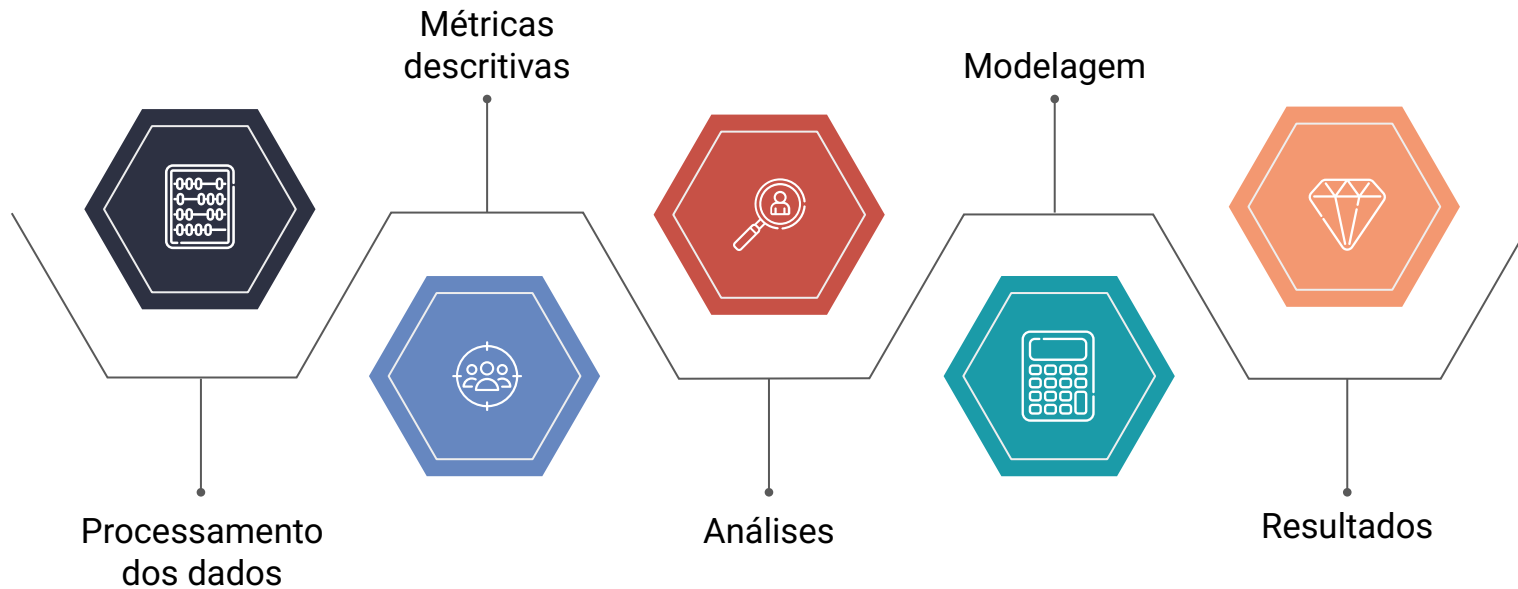 Processamento
dos dados
Métricas
descritivas
Análises
Modelagem
Resultados